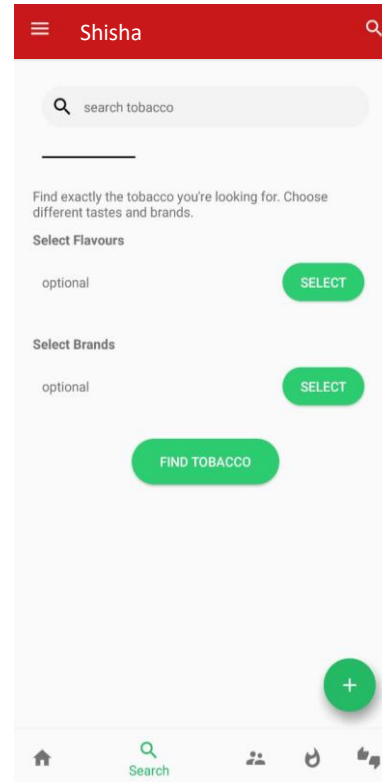 Shisha
search tobacco
Find exactly the tobacco you're looking for. Choose
different tastes and brands.
Select Flavours
optional
SELECT
Select Brands
optional
SELECT
FIND TOBACCO
+
Search